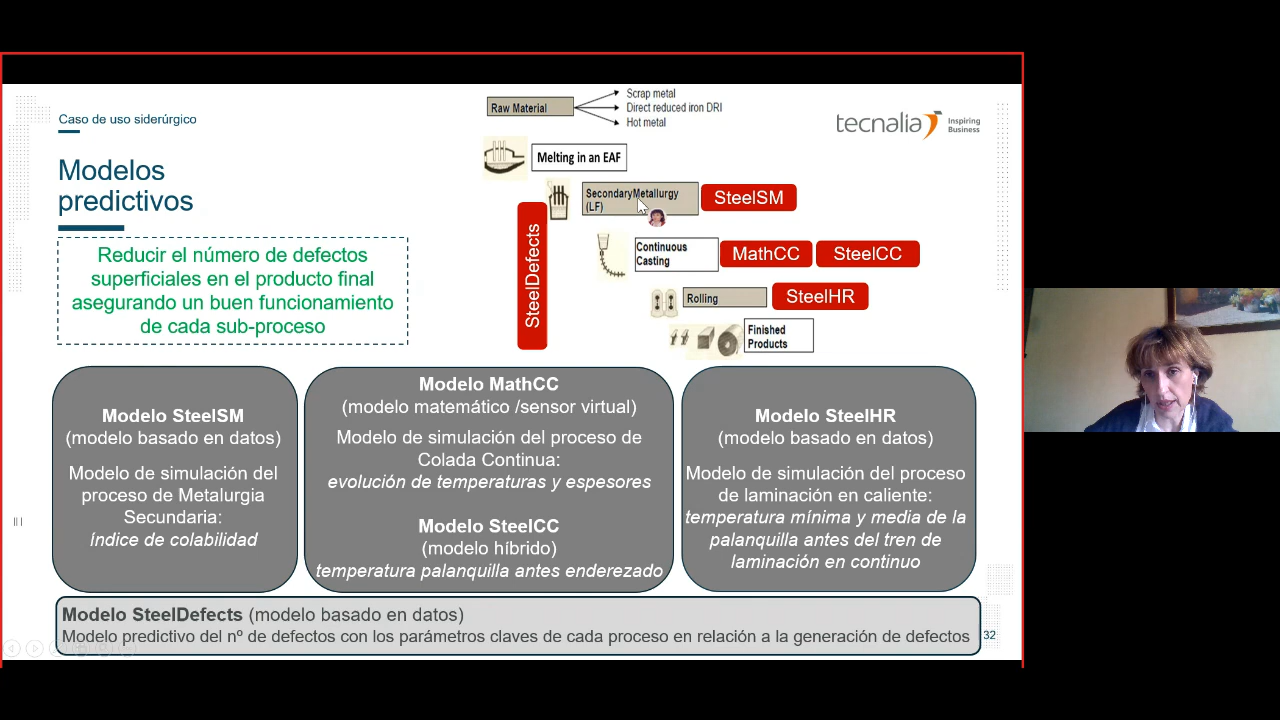 Caso de uso siderúrgico
Modelos
predictivos
Reducir el número de defectos
superficiales en el producto final
asegurando un buen funcionamiento
de cada sub-proceso
Raw Material
Scrap metal
Direct reduced iron DRI
Hot metal
Melting in an EAF
SecondaryMetallurgy
(LF)
SteelSM
SteelDefects
Continuous
Casting
MathCC
SteelCC
Rolling
SteelHR
Finished
Products
tecnalia
Inspiring
Business
Modelo SteelSM
(modelo basado en datos)
Modelo de simulación del
proceso de Metalurgia
Secundaria:
índice de colabilidad
Modelo MathCC
(modelo matemático /sensor virtual)
Modelo de simulación del proceso de
Colada Continua:
evolución de temperaturas y espesores
Modelo SteelCC
(modelo híbrido)
temperatura palanquilla antes enderezado
Modelo SteelHR
(modelo basado en datos)
Modelo de simulación del proceso
de laminación en caliente:
temperatura mínima y media de la
palanquilla antes del tren de
laminación en continuo
Modelo SteelDefects (modelo basado en datos)
Modelo predictivo del nº de defectos con los parámetros claves de cada proceso en relación a la generación de defectos
32